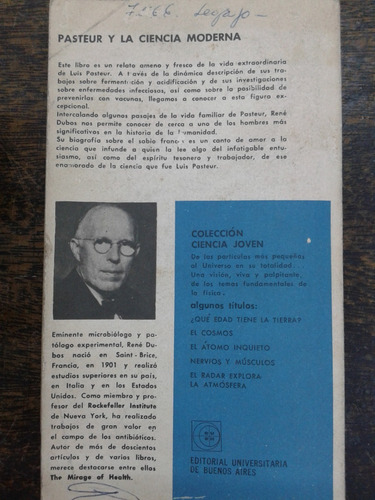 PASTEUR Y LA CIENCIA MODERNA
Este libro es un relato ameno y fresco de la vida extraordinaria
de Luis Pasteur. A través de la dinámica descripción de sus tra-
bajos sobre fermentación y acidificación y de sus investigaciones
sobre enfermedades infecciosas, así como sobre la posibilidad de
prevenirlas con vacunas, llegamos a conocer a esta figura ex-
cepcional.
Intercalando algunos pasajes de la vida familiar de Pasteur, René
Dubos nos permite conocer de cerca a uno de los hombres más
significativos en la historia de la humanidad.
Su biografía sobre el sabio francés es un canto de amor a la
ciencia que infunde a quien la lee algo del infatigable entu-
siasmo, así como del espíritu tesonero y trabajador, de ese
enamorado de la ciencia que fue Luis Pasteur.
Eminente microbiólogo y pa-
tólogo experimental, René Du-
bos nació en Saint-Brice,
Francia, en 1901 y realizó
estudios superiores en su país,
en Italia y en los Estados
Unidos. Como miembro y pro-
fesor del Rockefeller Institute
de Nueva York, ha realizado
trabajos de gran valor en
el campo de los antibióticos.
Autor de más de doscientos
artículos y de varios libros,
merece destacarse entre ellos
The Mirage of Health.
COLECCIÓN
CIENCIA JOVEN
De las partículas más pequeñas
al Universo en su totalidad...
Una visión, viva y palpitante,
de los temas fundamentales de
la física.
algunos títulos:
¿QUÉ EDAD TIENE LA TIERRA?
EL COSMOS
EL ÁTOMO INQUIETO
NERVIOS Y MÚSCULOS
EL RADAR EXPLORA
LA ATMÓSFERA
EDITORIAL UNIVERSITARIA
DE BUENOS AIRES